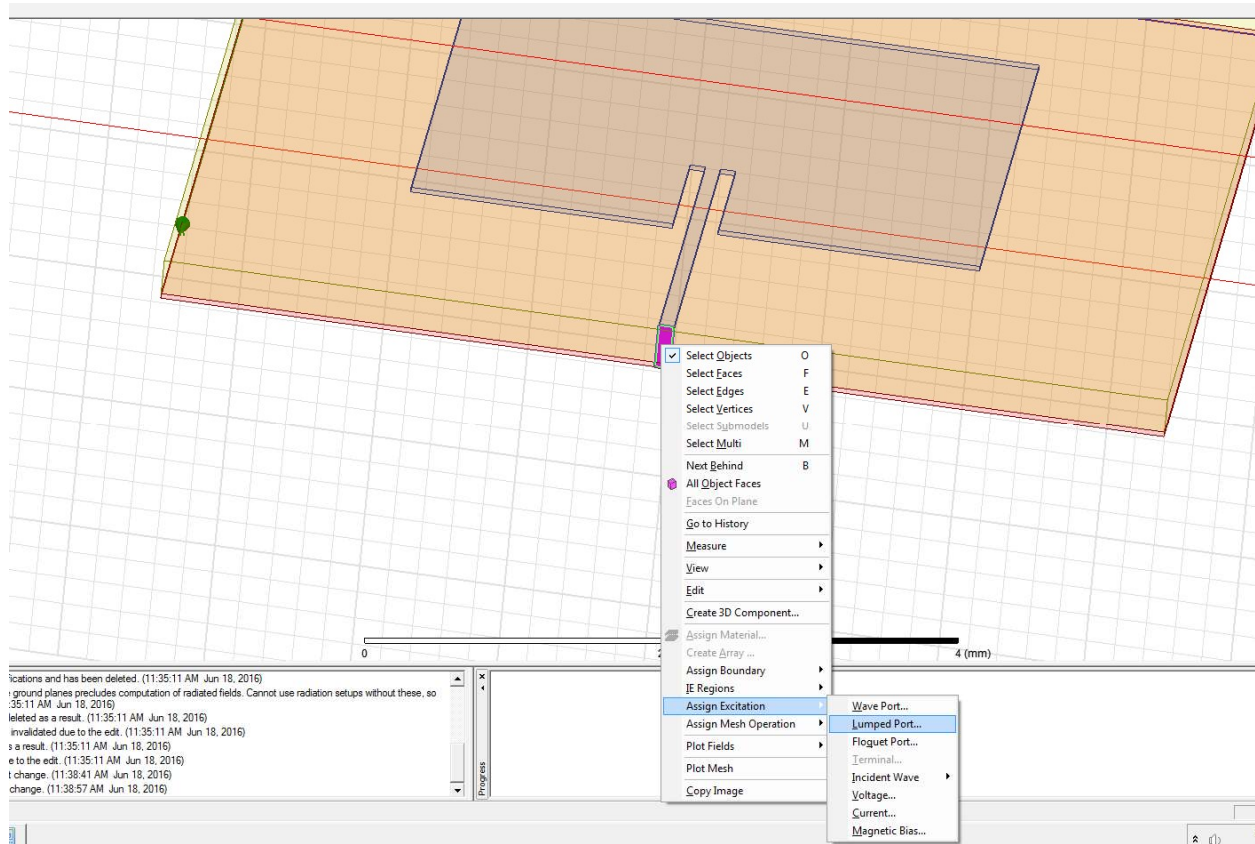 Select Objects O
Select Faces F
Select Edges E
Select Vertices V
Select Submodels U
Select Multi M
Next Behind B
All Object Faces
Faces On Plane
Go to History
Measure
View
Edit
Create 3D Component...
Assign Material...
Create Array ...
Assign Boundary
IE Regions
Assign Excitation
Assign Mesh Operation
Plot Fields
Plot Mesh
Copy Image
Wave Port...
Lumped Port...
Floquet Port...
Terminal...
Incident Wave
Voltage...
Current...
Magnetic Bias...
0
2
4 (mm)
fications and has been deleted. (11:35:11 AM Jun 18, 2016)
ground planes precludes computation of radiated fields. Cannot use radiation setups without these, so
:35:11 AM Jun 18, 2016)
deleted as a result. (11:35:11 AM Jun 18, 2016)
invalidated due to the edit. (11:35:11 AM Jun 18, 2016)
s a result. (11:35:11 AM Jun 18, 2016)
e to the edit. (11:35:11 AM Jun 18, 2016)
t change. (11:38:41 AM Jun 18, 2016)
change. (11:38:57 AM Jun 18, 2016)
Progress